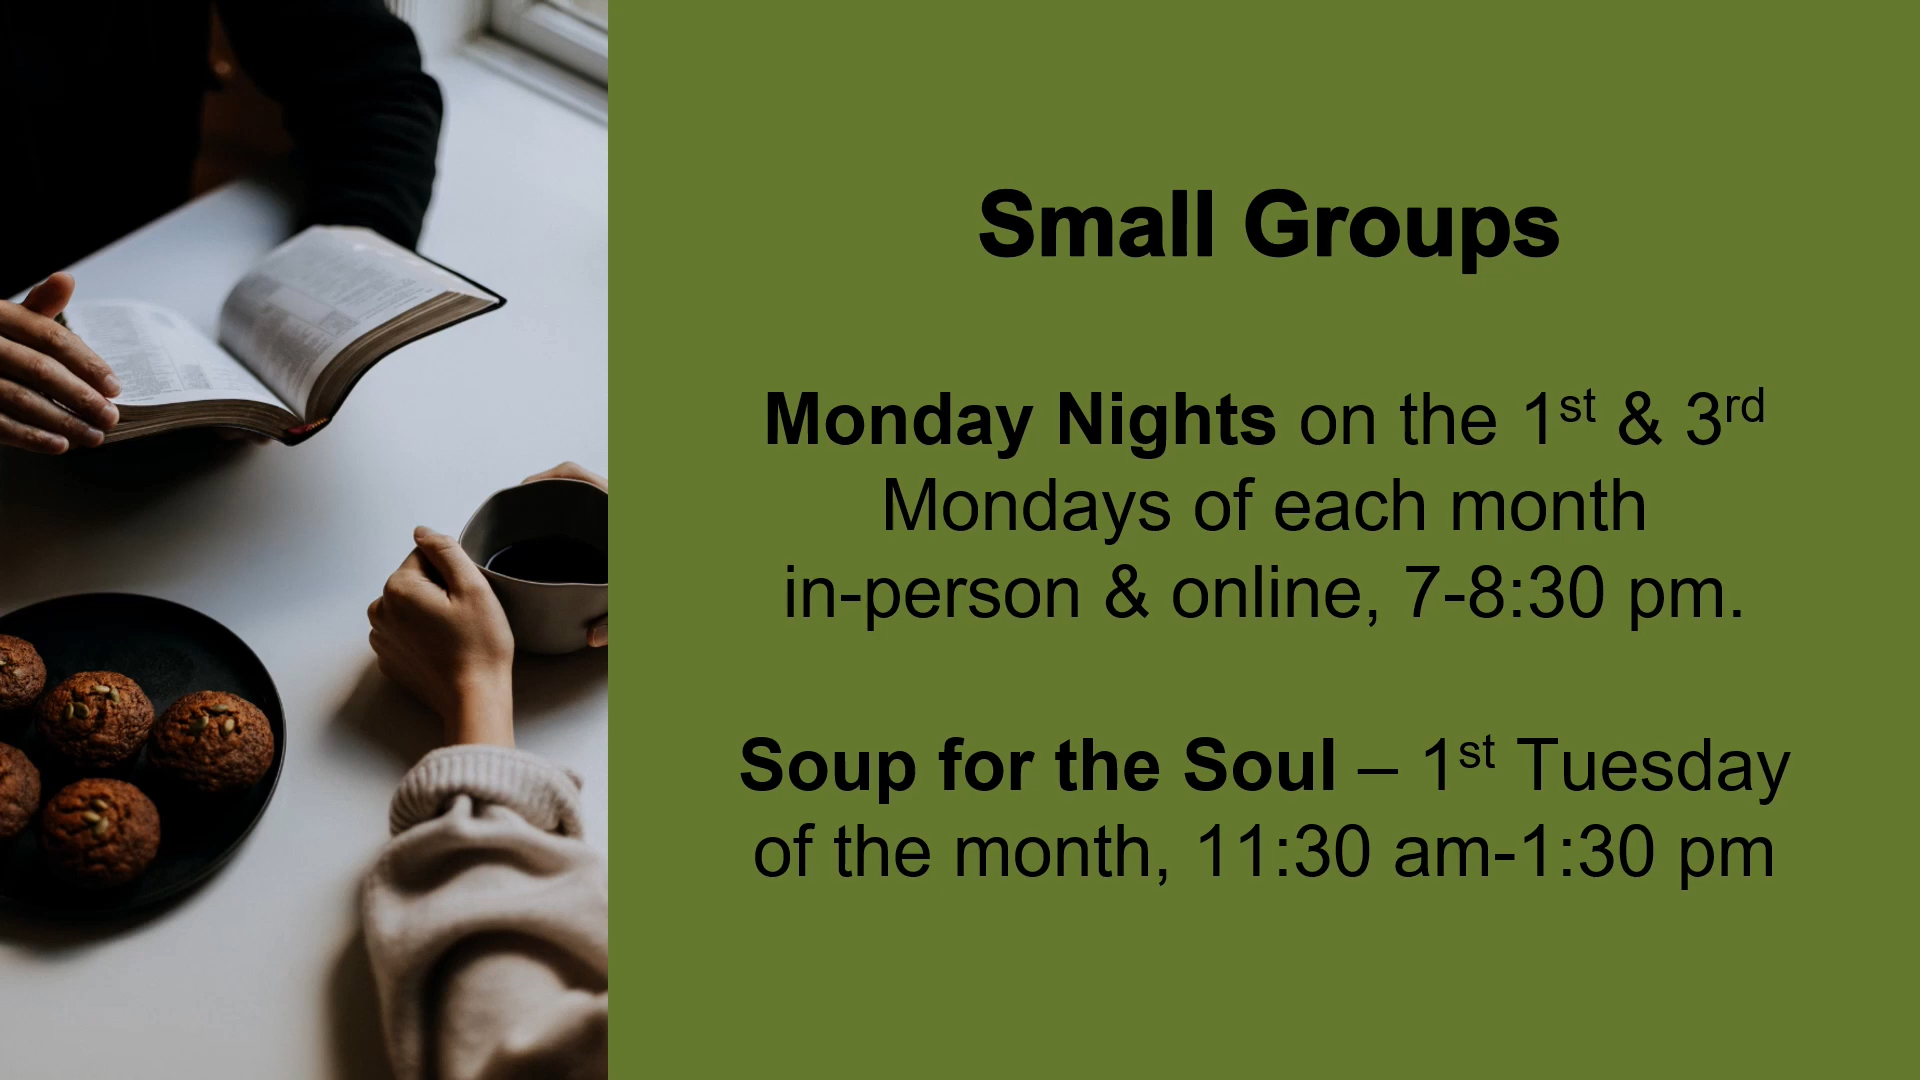 Small Groups
Monday Nights on the 1st & 3rd
Mondays of each month
in-person & online, 7-8:30 pm.
Soup for the Soul – 1st Tuesday
of the month, 11:30 am-1:30 pm